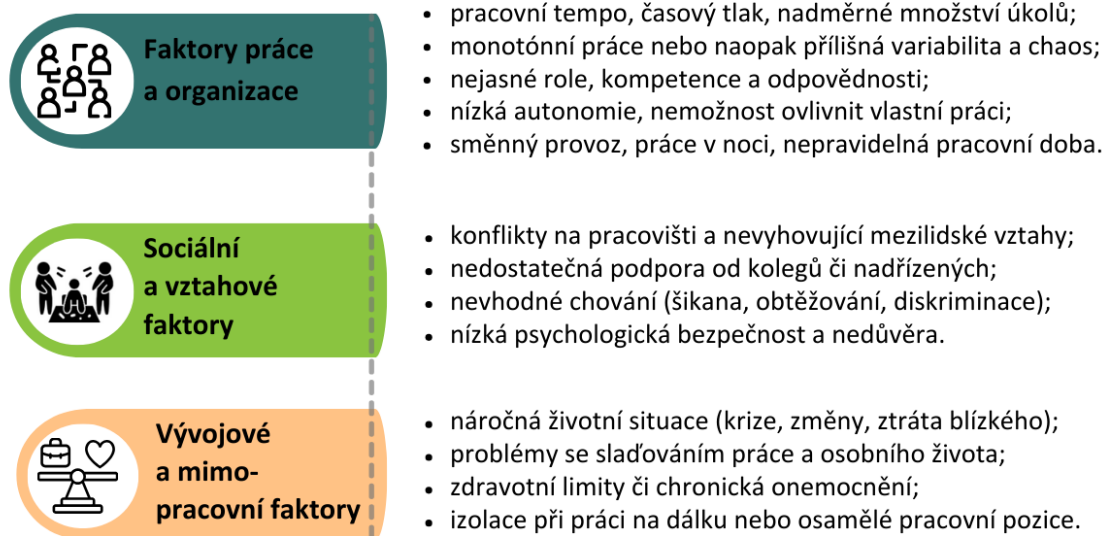 Faktory práce
a organizace
• pracovní tempo, časový tlak, nadměrné množství úkolů;
• monotónní práce nebo naopak přílišná variabilita a chaos;
• nejasné role, kompetence a odpovědnosti;
• nízká autonomie, nemožnost ovlivnit vlastní práci;
• směnný provoz, práce v noci, nepravidelná pracovní doba.
Sociální
a vztahové
faktory
• konflikty na pracovišti a nevyhovující mezilidské vztahy;
• nedostatečná podpora od kolegů či nadřízených;
• nevhodné chování (šikana, obtěžování, diskriminace);
• nízká psychologická bezpečnost a nedůvěra.
Vývojové
a mimo-
pracovní faktory
• náročná životní situace (krize, změny, ztráta blízkého);
• problémy se slaďováním práce a osobního života;
• zdravotní limity či chronická onemocnění;
• izolace při práci na dálku nebo osamělé pracovní pozice.